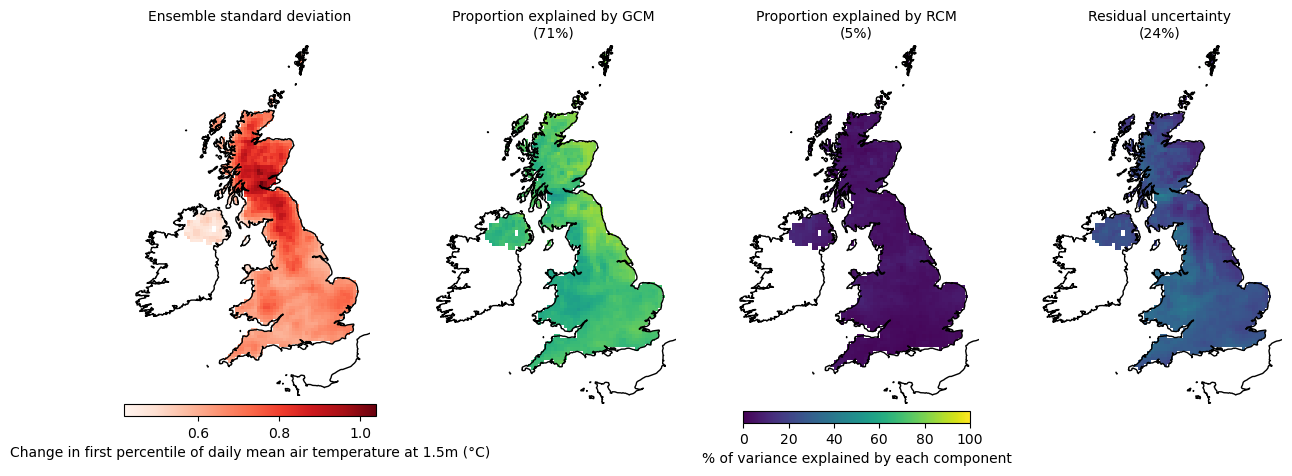 Ensemble standard deviation
Proportion explained by GCM
(71%)
Proportion explained by RCM
(5%)
Residual uncertainty
(24%)
0.6 0.8 1.0
Change in first percentile of daily mean air temperature at 1.5m (°C)
0 20 40 60 80 100
% of variance explained by each component